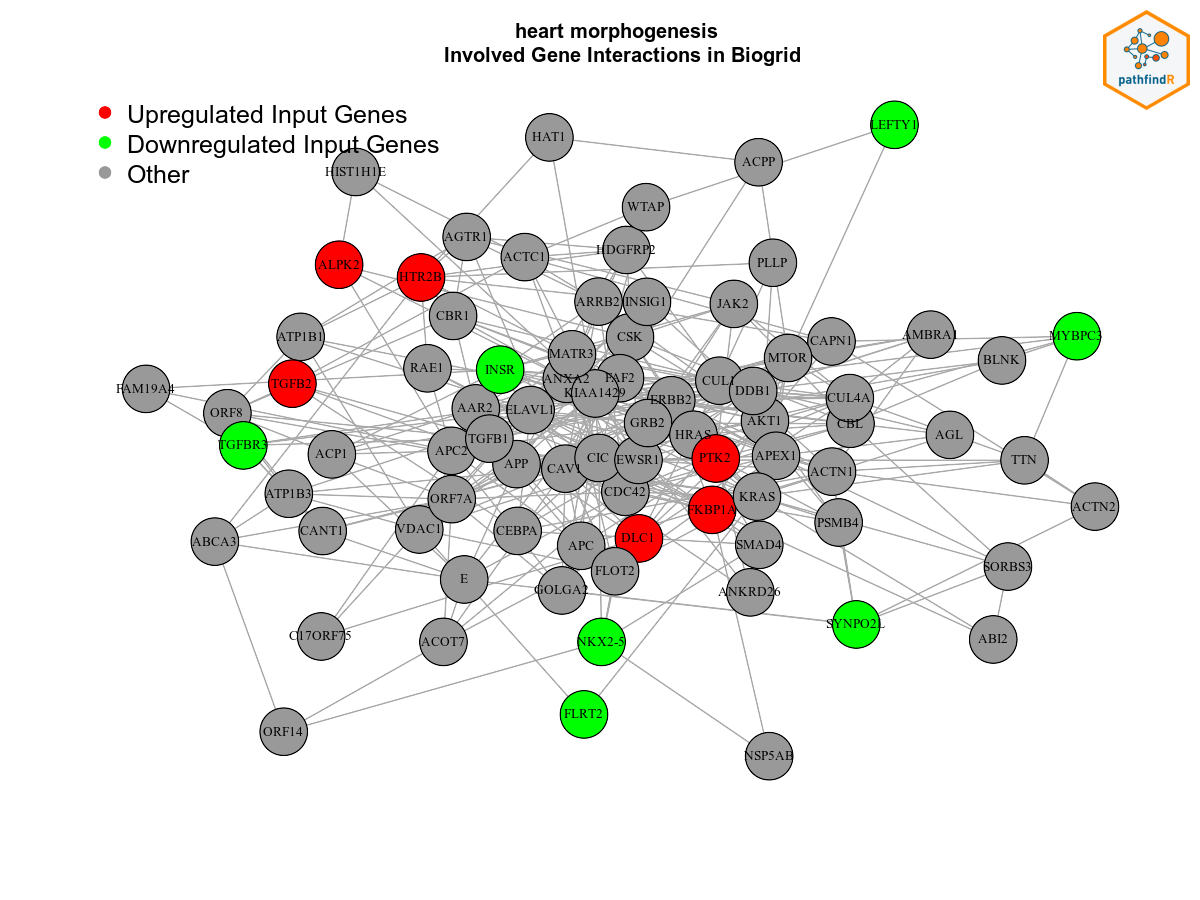 heart morphogenesis
Involved Gene Interactions in Biogrid
pathfindR
Upregulated Input Genes
Downregulated Input Genes
Other
LEFTY1
HAT1
ACPP
HIST1H1E
WTAP
AGTR1
HDGFRP2
ACTC1
PLLP
ALPK2
HTR2B
ARRB2
INSIG1
JAK2
CBR1
ATP1B1
CSK
CAPN1
AMBRA1
MYBPC3
MATR3
MTOR
BLNK
RAE1
INSR
ANXA2
FAF2
CUL1
DDB1
FAM19A4
TGFB2
KIAA1429
ERBB2
CUL4A
ORF8
AAR2
ELAVL1
GRB2
AKT1
CBL
TGFBR3
TGFB1
HRAS
AGL
ACP1
APC2
APP
CAV1
CIC
EWSR1
PTK2
APEX1
ACTN1
TTN
ATP1B3
ORF7A
CDC42
KRAS
FKBP1A
ACTN2
CANT1
VDAC1
CEBPA
PSMB4
ABCA3
APC
DLC1
SMAD4
E
FLOT2
SORBS3
GOLGA2
ANKRD26
C17ORF75
ACOT7
NKX2-5
SYNPO2L
ABI2
FLRT2
ORF14
NSP5AB